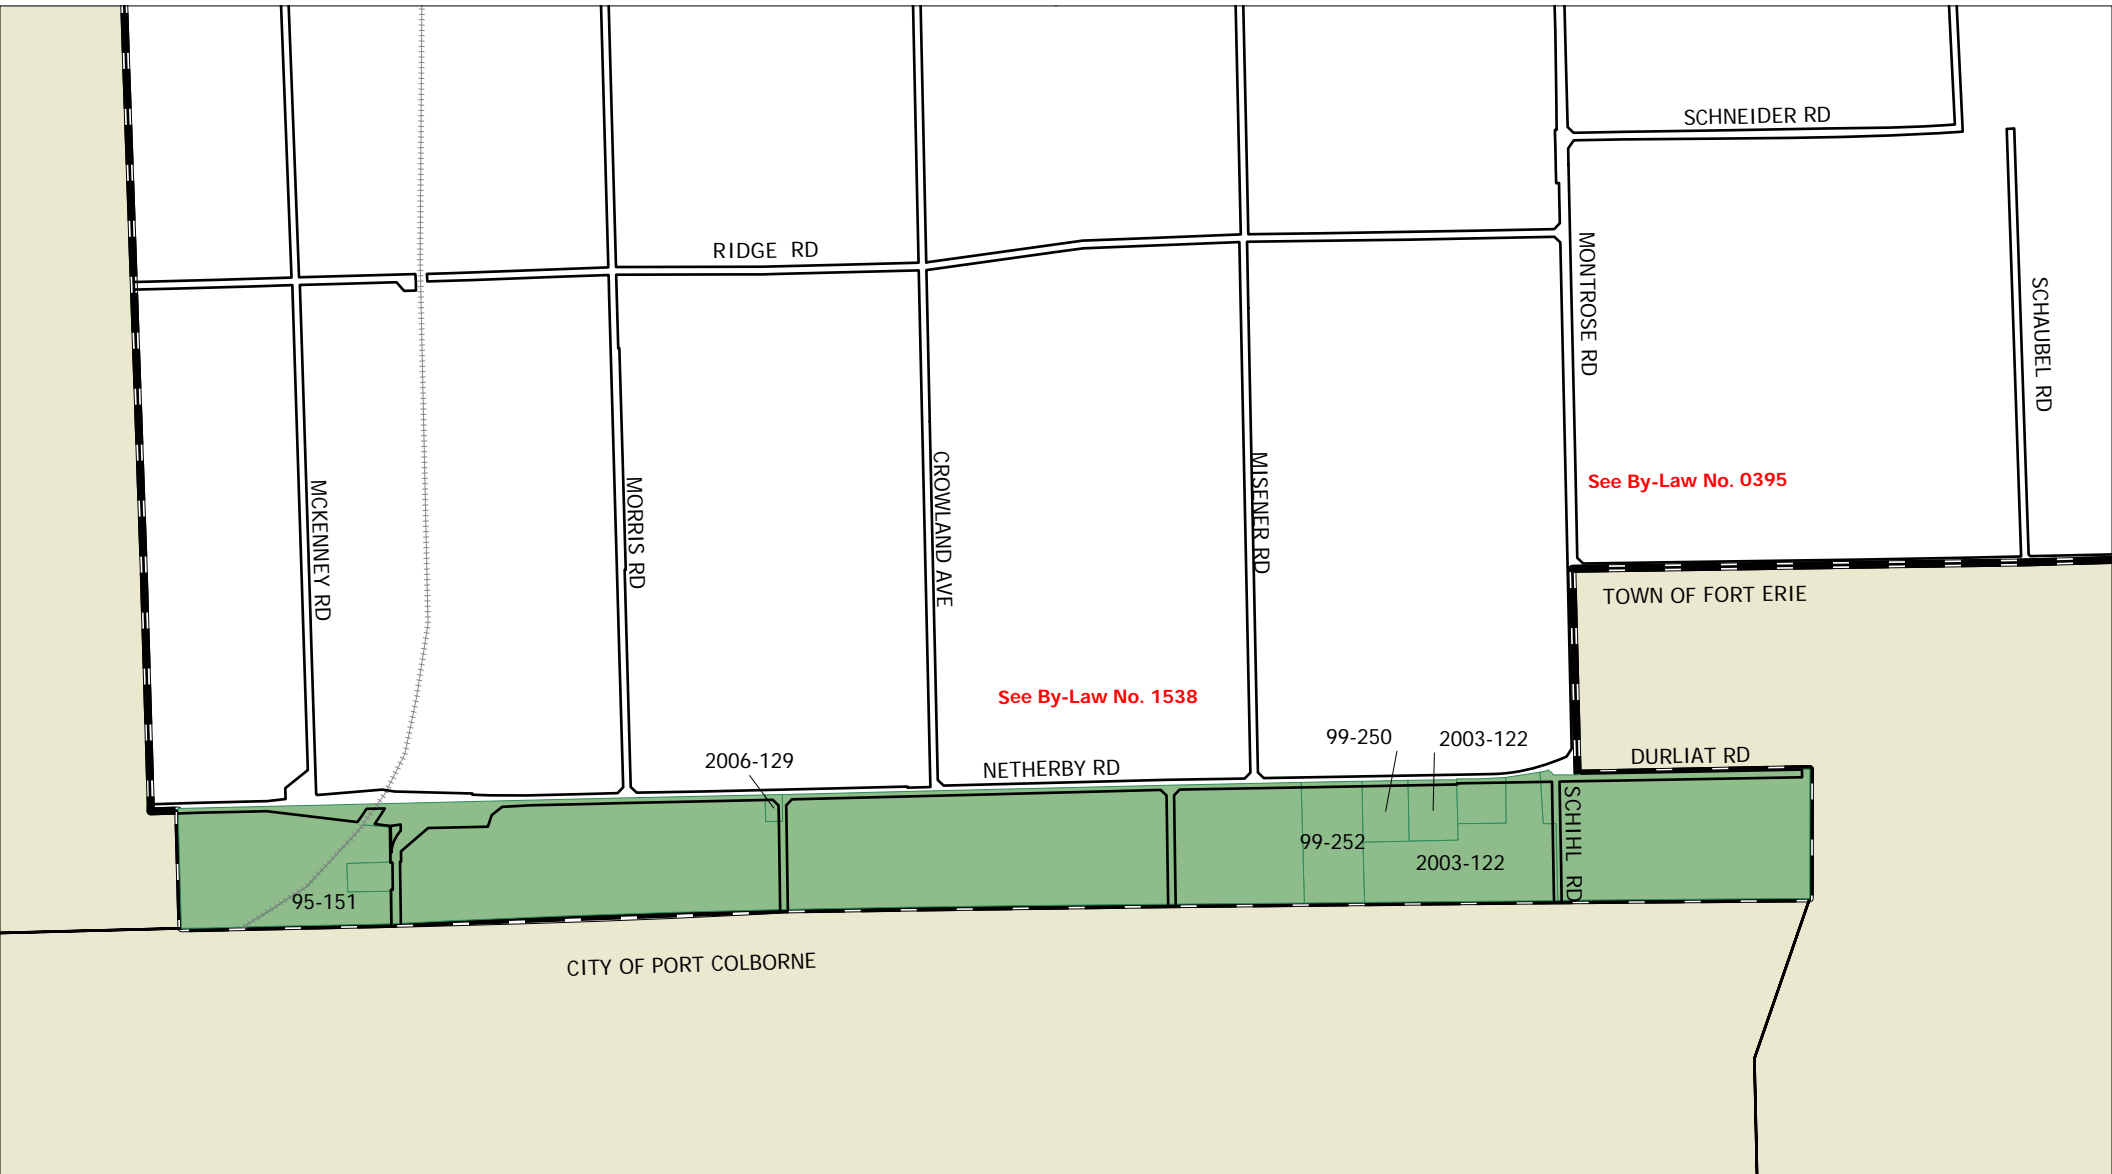 SCHNEIDER RD
RIDGE RD
MONTROSE RD
SCHAUBEL RD
MCKENNEY RD
MORRIS RD
CROWLAND AVE
MISENER RD
See By-Law No. 0395
TOWN OF FORT ERIE
See By-Law No. 1538
99-250
2003-122
2006-129
NETHERBY RD
DURLIAT RD
SCHIHL RD
99-252
2003-122
95-151
CITY OF PORT COLBORNE